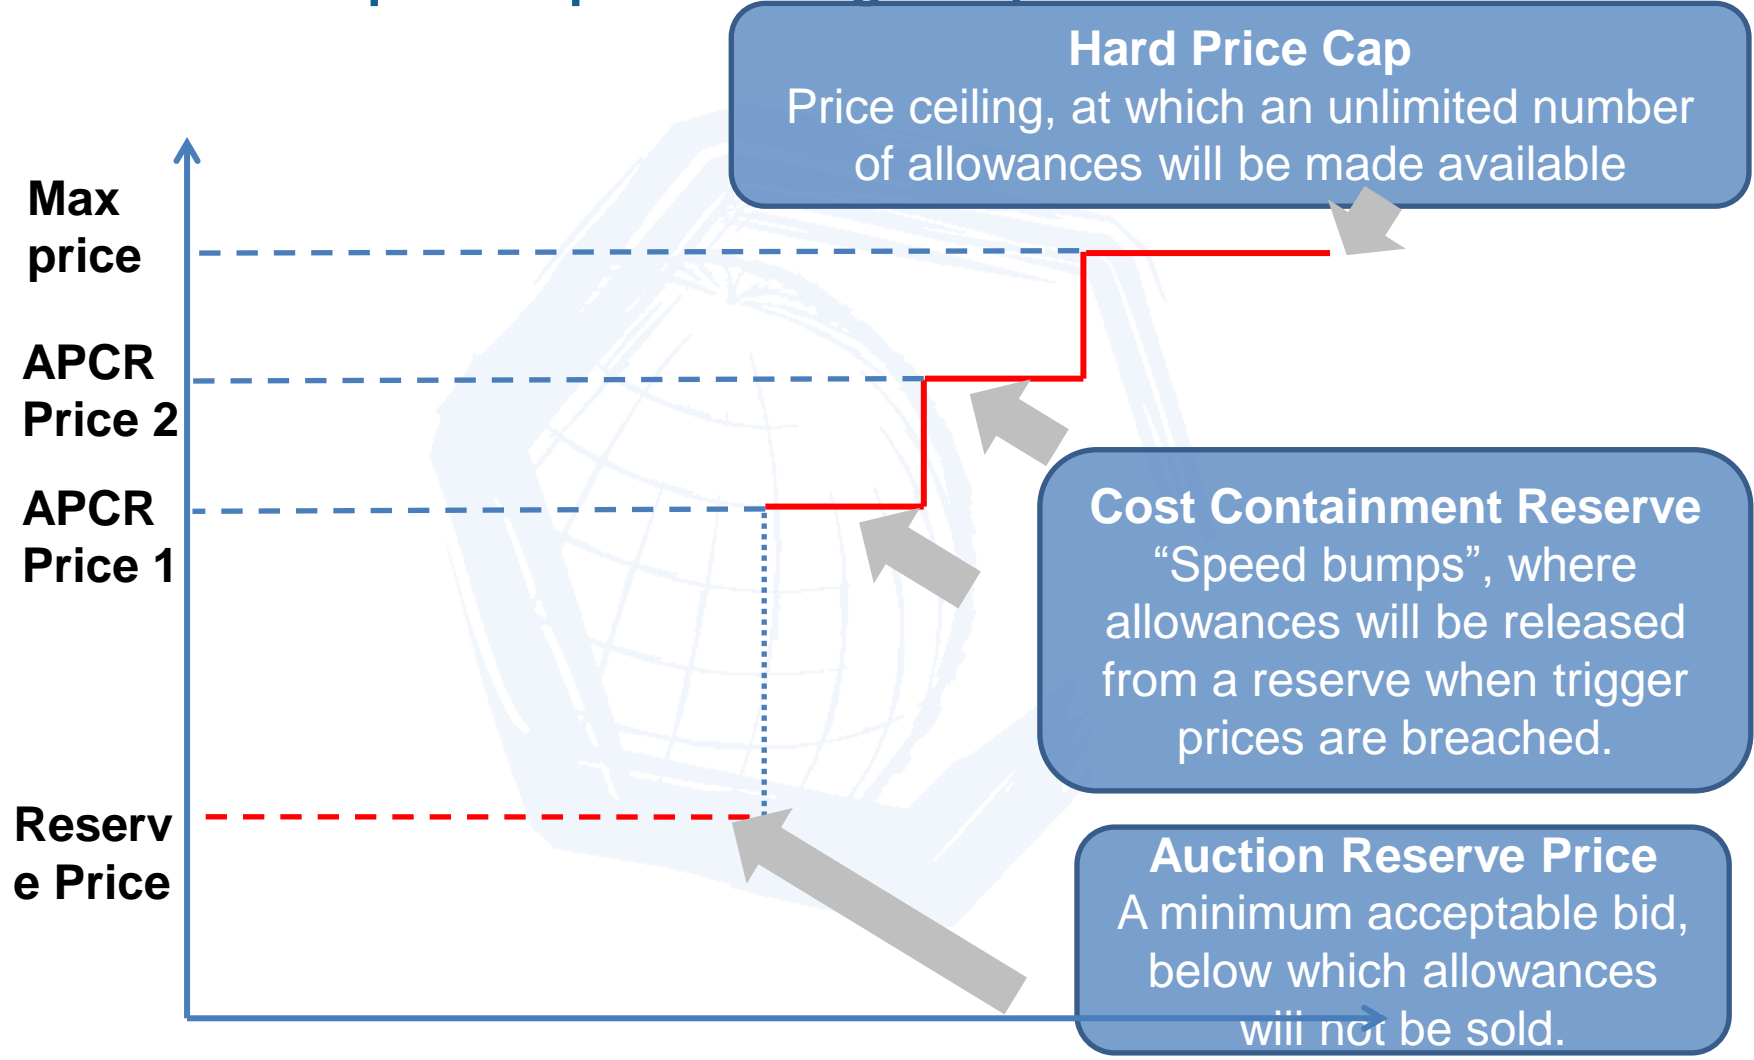 Hard Price Cap
Price ceiling, at which an unlimited number
of allowances will be made available
Max
price
APCR
Price 2
APCR
Price 1
Cost Containment Reserve
“Speed bumps”, where
allowances will be released
from a reserve when trigger
prices are breached.
Reserv
e Price
Auction Reserve Price
A minimum acceptable bid,
below which allowances
wiii not be sold.